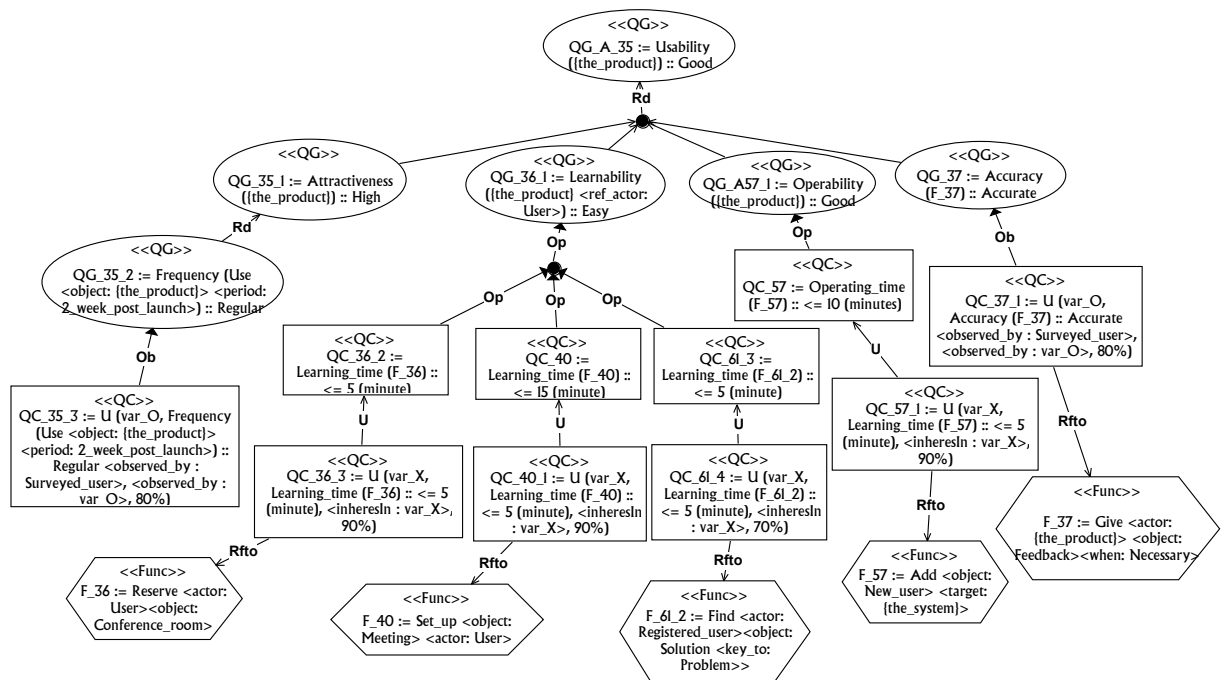 <<QG>>
QG_A_35 := Usability
({the_product}) :: Good
Rd
<<QG>>
QG_35_1 := Attractiveness
({the_product}) :: High
<<QG>>
QG_36_1 := Learnability
({the_product} <ref_actor:
User>) :: Easy
<<QG>>
QG_A57_1 := Operability
({the_product}) :: Good
<<QG>>
QG_37 := Accuracy
(F_37) :: Accurate
Rd
Op
Op
Ob
<<QG>>
QG_35_2 := Frequency (Use
<object: {the_product}> <period:
2_week_post_launch>) :: Regular
Op
Op
Op
<<QC>>
QC_57 := Operating_time
(F_57) :: <= 10 (minutes)
<<QC>>
QC_37_1 := U (var_O,
Accuracy (F_37) :: Accurate
<observed_by : Surveyed_user>,
<observed_by : var_O>, 80%)
Ob
<<QC>>
QC_36_2 :=
Learning_time (F_36) ::
<= 5 (minute)
<<QC>>
QC_40 :=
Learning_time (F_40) ::
<= 15 (minute)
<<QC>>
QC_61_3 :=
Learning_time (F_61_2) ::
<= 5 (minute)
U
<<QC>>
QC_35_3 := U (var_O, Frequency
(Use <object: {the_product}>
<period: 2_week_post_launch>) ::
Regular <observed_by :
Surveyed_user>, <observed_by :
var_O>, 80%)
U
U
U
<<QC>>
QC_57_1 := U (var_X,
Learning_time (F_57) :: <= 5
(minute), <inheresIn : var_X>,
90%)
Rfto
<<QC>>
QC_36_3 := U (var_X,
Learning_time (F_36) :: <= 5
(minute), <inheresIn : var_X>,
90%)
<<QC>>
QC_40_1 := U (var_X,
Learning_time (F_40) ::
<= 5 (minute), <inheresIn
: var_X>, 90%)
<<QC>>
QC_61_4 := U (var_X,
Learning_time (F_61_2) ::
<= 5 (minute), <inheresIn
: var_X>, 70%)
Rfto
Rfto
Rfto
Rfto
<<Func>>
F_37 := Give <actor:
{the_product}> <object:
Feedback><when: Necessary>
<<Func>>
F_36 := Reserve <actor:
User><object:
Conference_room>
<<Func>>
F_40 := Set_up <object:
Meeting> <actor: User>
<<Func>>
F_61_2 := Find <actor:
Registered_user><object:
Solution <key_to:
Problem>>
<<Func>>
F_57 := Add <object:
New_user> <target:
{the_system}>